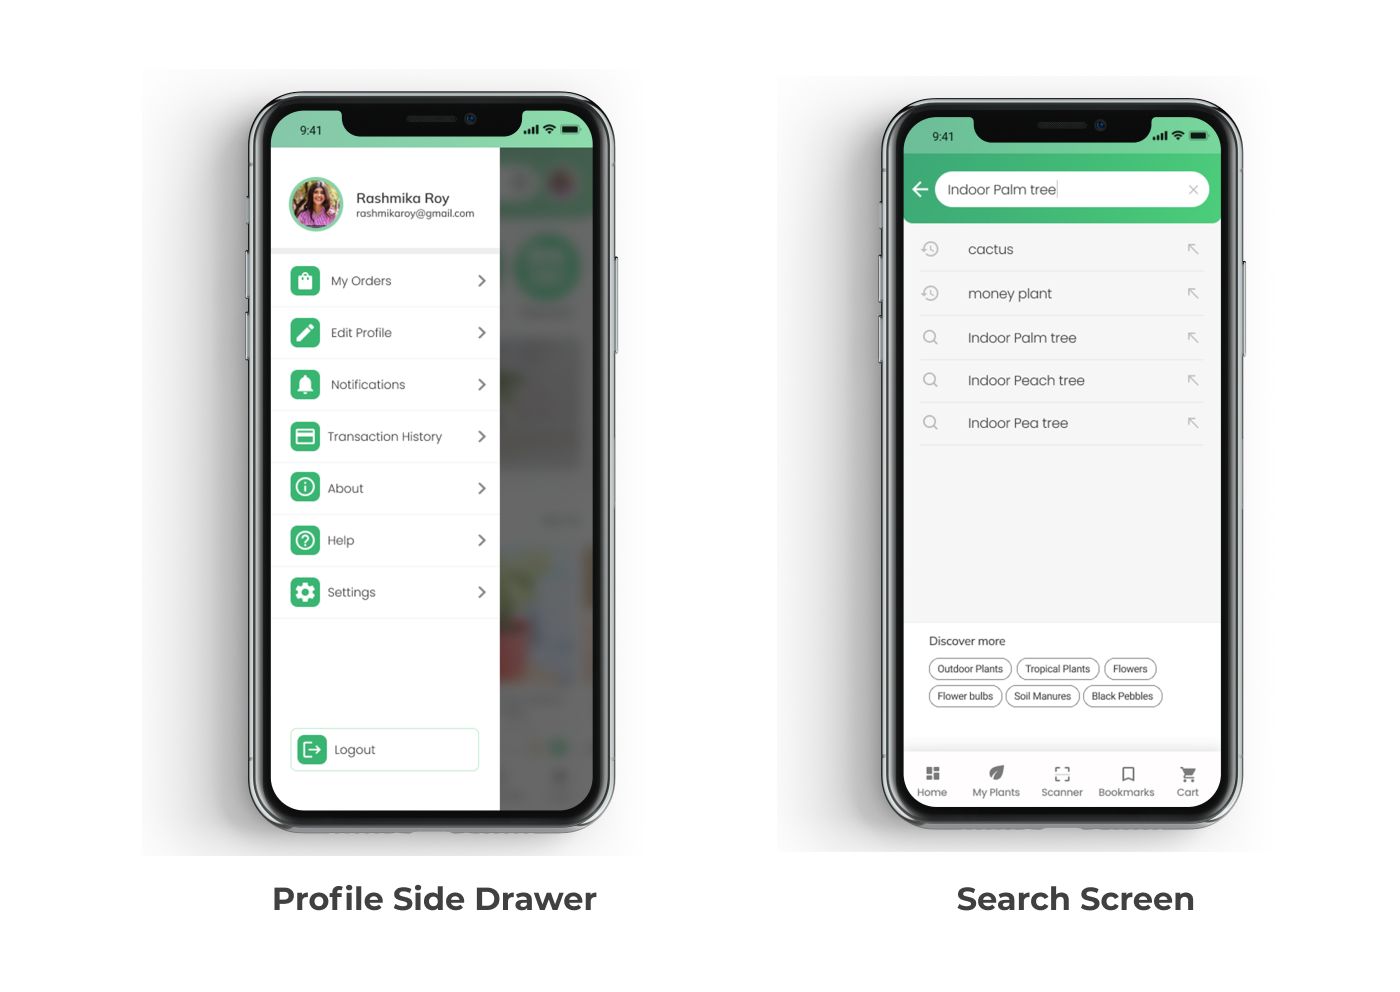 9:41
Rashmika Roy
rashmikaroy@gmail.com
My Orders
Edit Profile
Notifications
Transaction History
About
Help
Settings
Logout
Profile Side Drawer
9:41
Indoor Palm tree
cactus
money plant
Indoor Palm tree
Indoor Peach tree
Indoor Pea tree
Discover more
Outdoor Plants Tropical Plants Flowers
Flower bulbs Soil Manures Black Pebbles
Home My Plants Scanner Bookmarks Cart
Search Screen